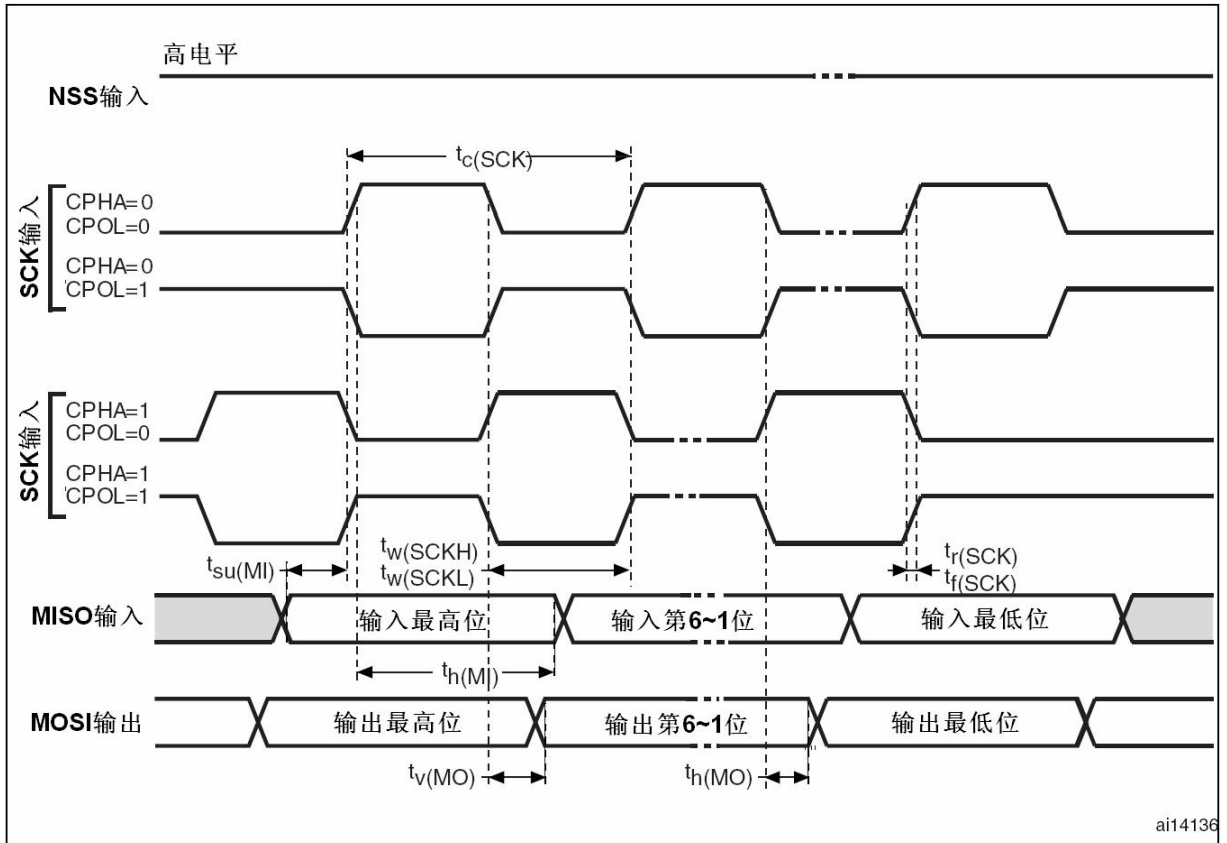 高电平
NSS输入
tc(SCK)
SCK输入
CPHA=0
CPOL=0
CPHA=0
CPOL=1
SCK输入
CPHA=1
CPOL=0
CPHA=1
CPOL=1
tsu(MI)
tw(SCKH)
tw(SCKL)
tr(SCK)
tf(SCK)
MISO输入
输入最高位
输入第6~1位
输入最低位
th(MI)
MOSI输出
输出最高位
输出第6~1位
输出最低位
tv(MO)
th(MO)
ai14136